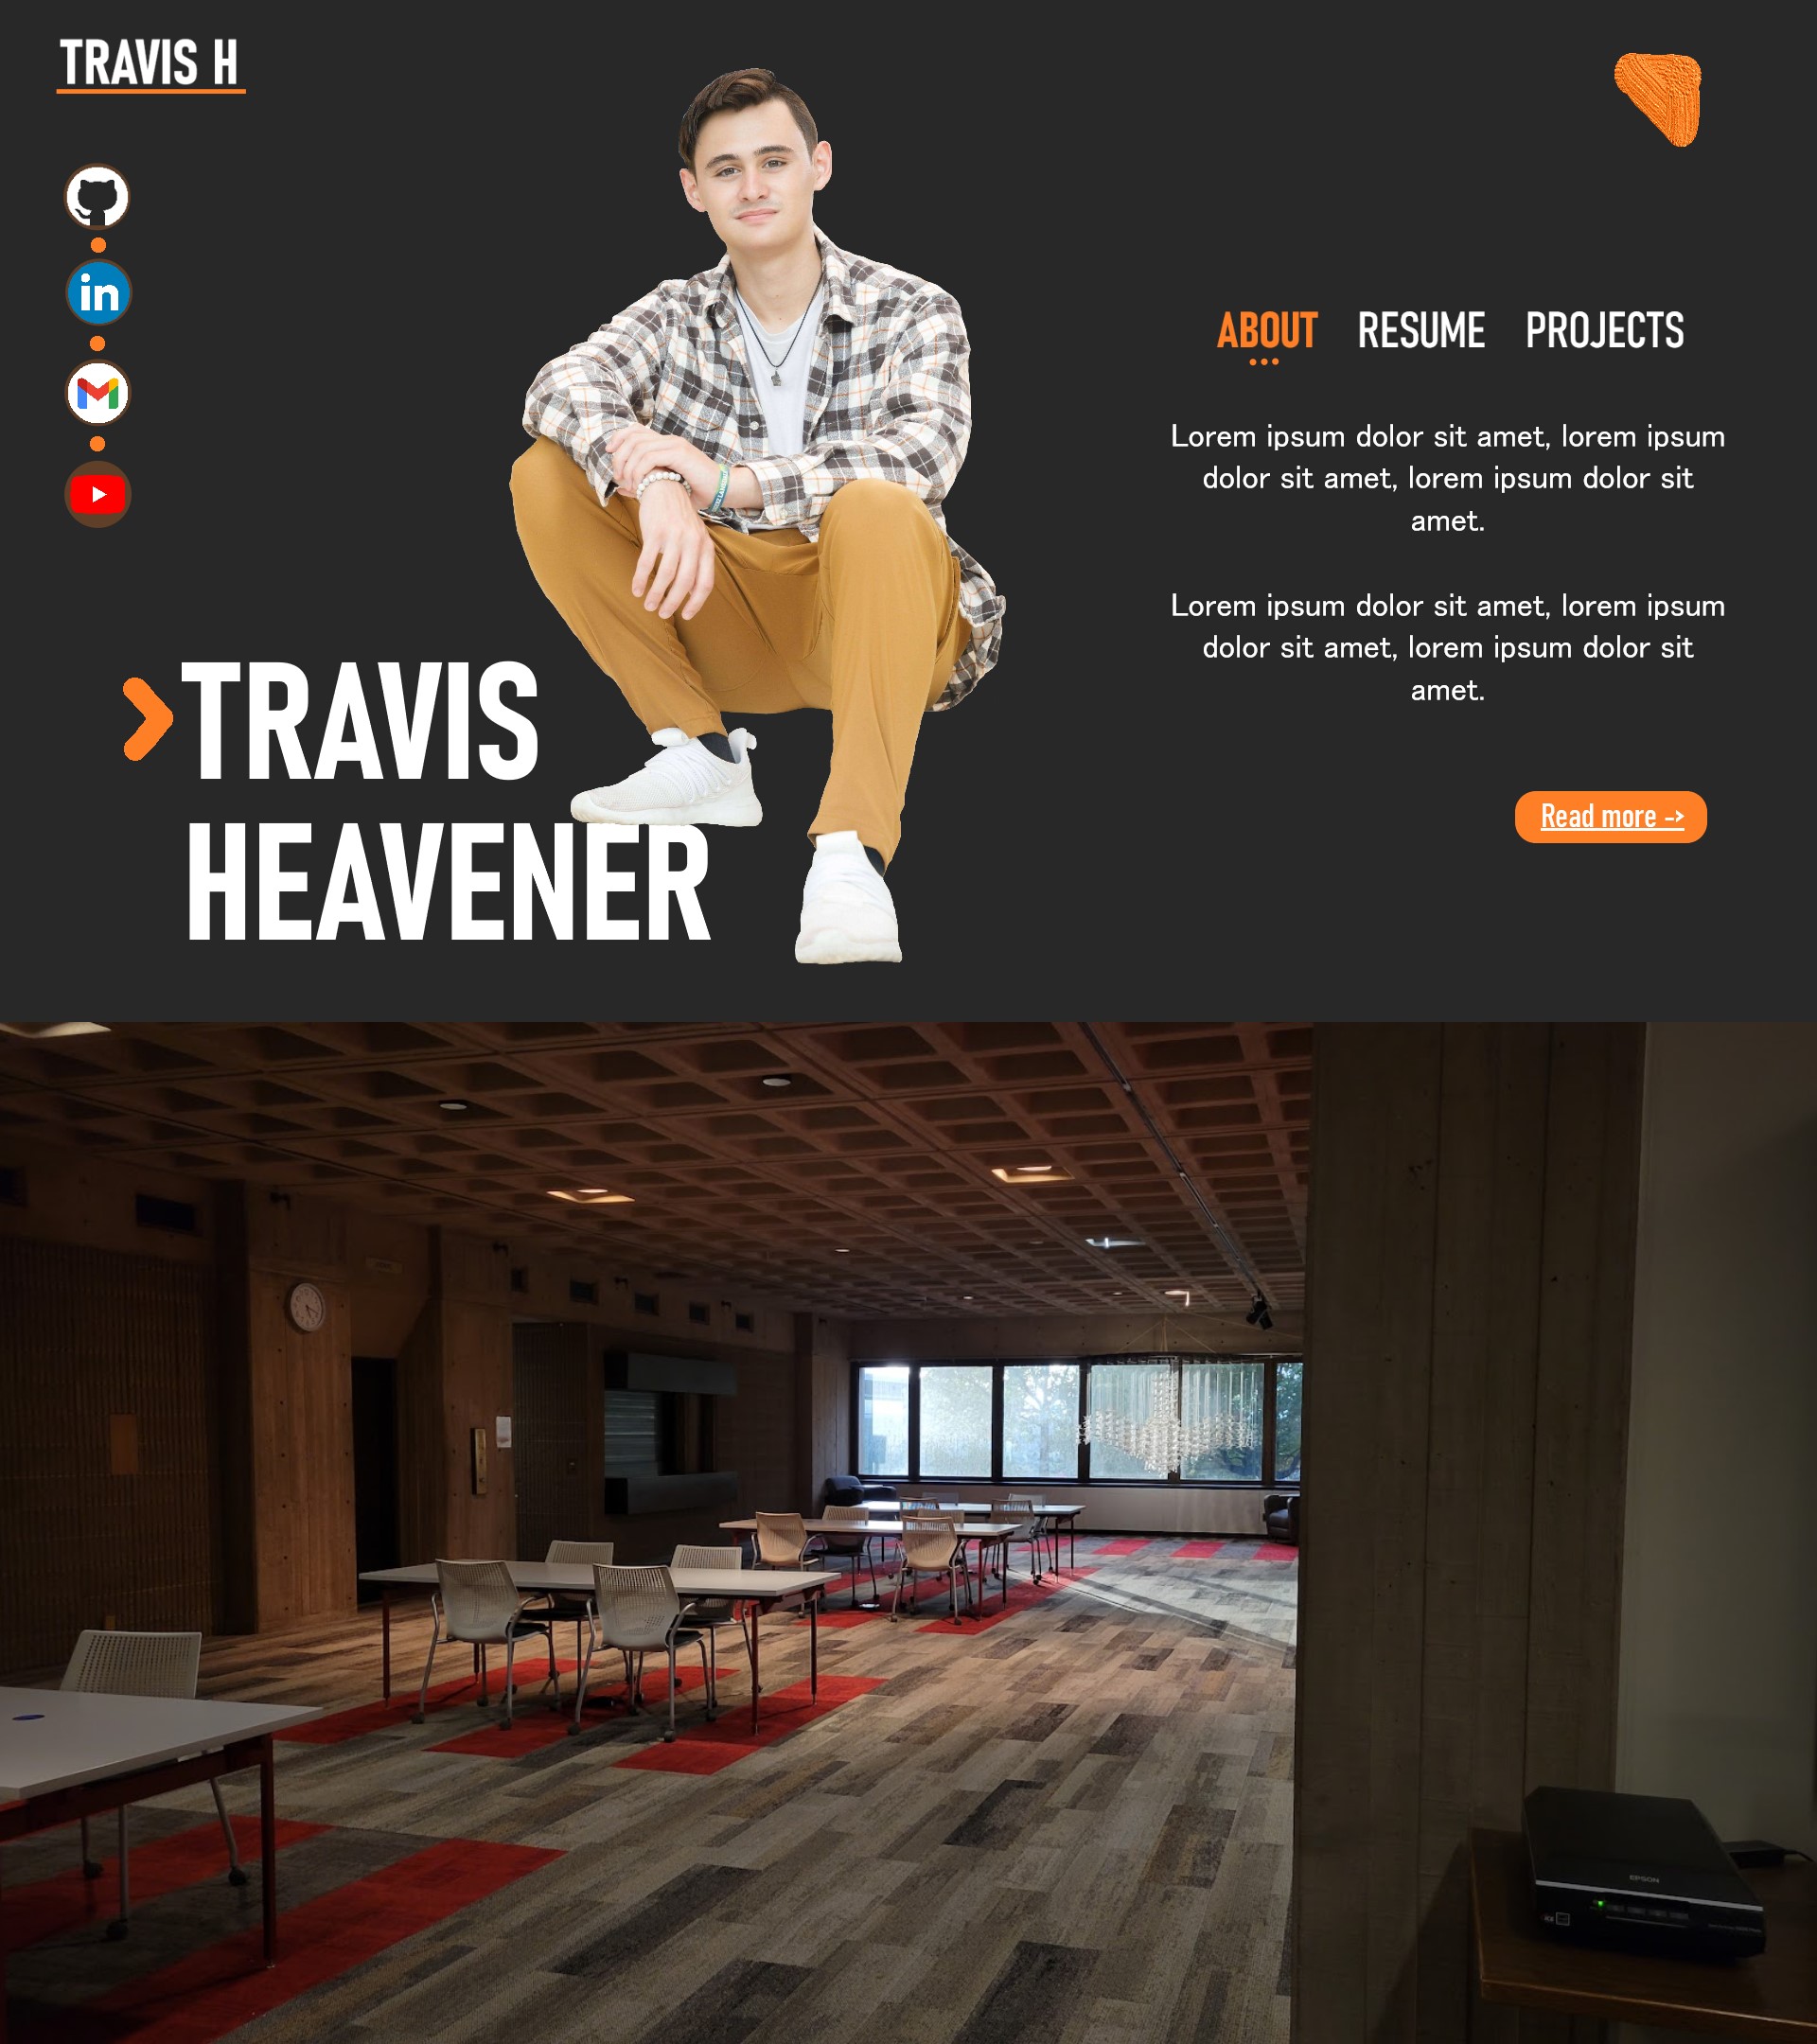 TRAVIS H
in
ABOUT RESUME PROJECTS
Lorem ipsum dolor sit amet, lorem ipsum
dolor sit amet, lorem ipsum dolor sit
amet.
Lorem ipsum dolor sit amet, lorem ipsum
dolor sit amet, lorem ipsum dolor sit
amet.
TRAVIS
HEAVENER
Read more ->
EPSON